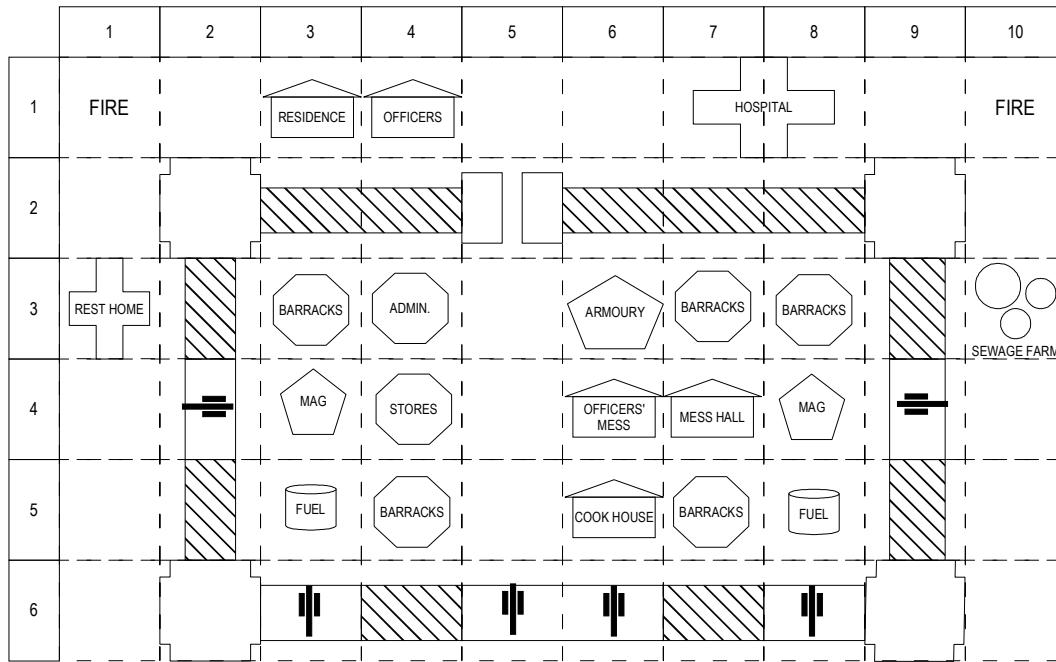 1 2 3 4 5 6 7 8 9 10
1
FIRE
RESIDENCE
OFFICERS
HOSPITAL
FIRE
2
3
REST HOME
BARRACKS
ADMIN.
ARMOURY
BARRACKS
BARRACKS
SEWAGE FARM
4
MAG
STORES
OFFICERS'
MESS
MESS HALL
MAG
5
FUEL
BARRACKS
COOK HOUSE
BARRACKS
FUEL
6